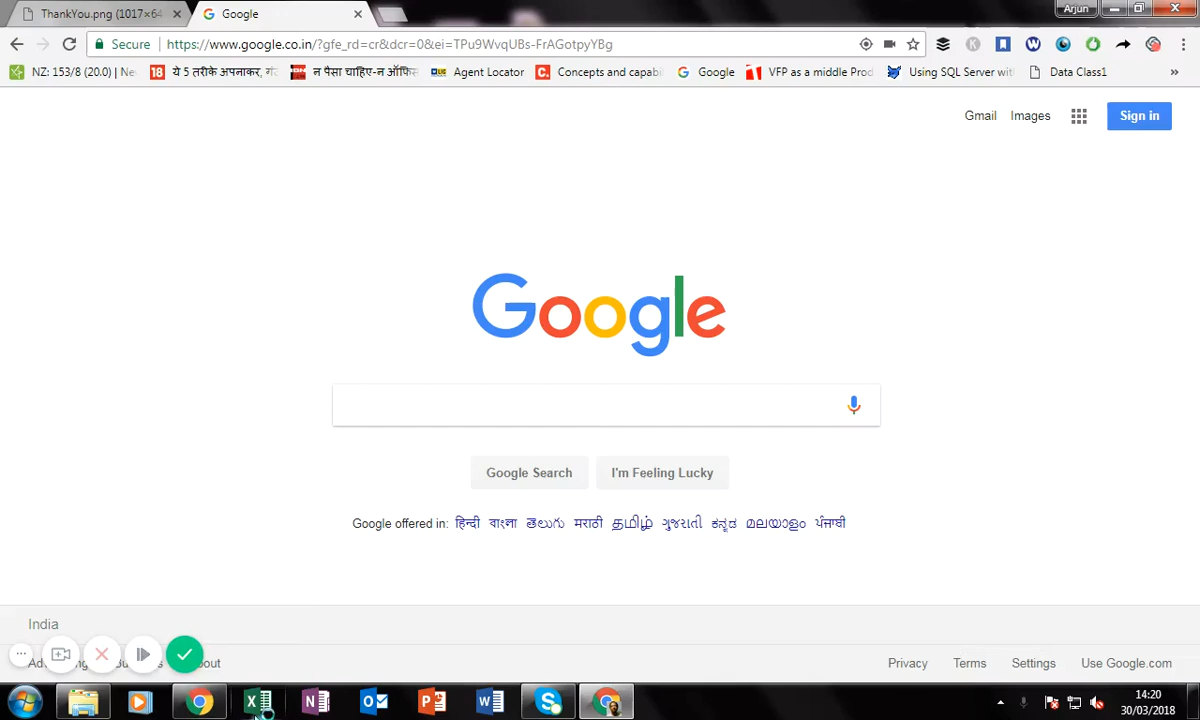 ThankYou.png (1017×64
Google
Arjun
Secure
https://www.google.co.in/?gfe_rd=cr&dcr=0&ei=TPu9WvqUBs-FrAGotpyYBg
NZ: 153/8 (20.0) | Ne
ये 5 तरीके अपनाकर, गं
न पैसा चाहिए-न ऑफिस
Agent Locator
Concepts and capabi
Google
VFP as a middle Prod
Using SQL Server wit
Data Class1
»
Gmail
Images
Sign in
Google
Google Search
I'm Feeling Lucky
Google offered in: हिन्दी বাংলা తెలుగు मराठी தமிழ் ગુજરાતી ಕನ್ನಡ മലയാളം ਪੰਜਾਬੀ
India
Privacy
Terms
Settings
Use Google.com
14:20
30/03/2018